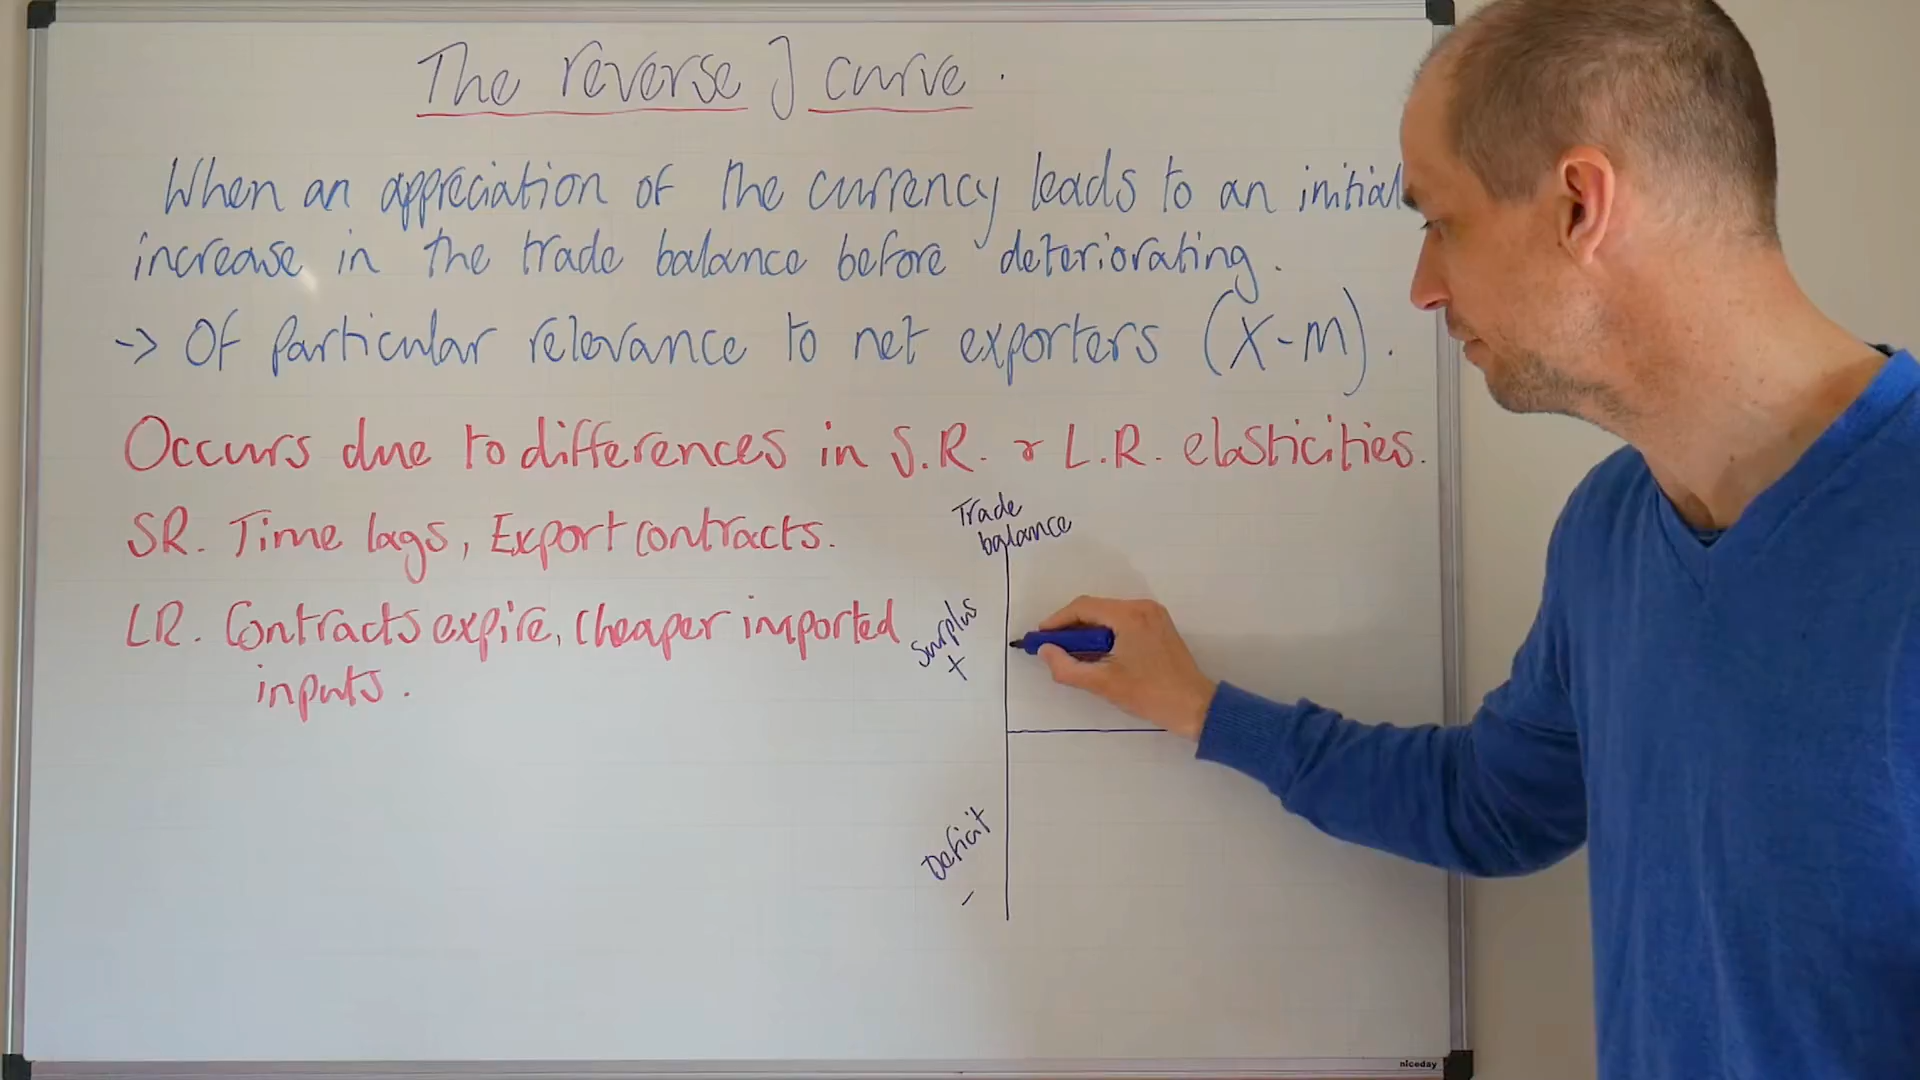 The reverse J curve.
When an appreciation of the currency leads to an initial
increase in the trade balance before deteriorating.
-> Of particular relevance to net exporters (X-M).
Occurs due to differences in S.R. & L.R. elasticities.
SR. Time lags, Export contracts.
LR. Contracts expire, cheaper imported
inputs.
Trade
balance
Surplus
+
Deficit
-
niceday